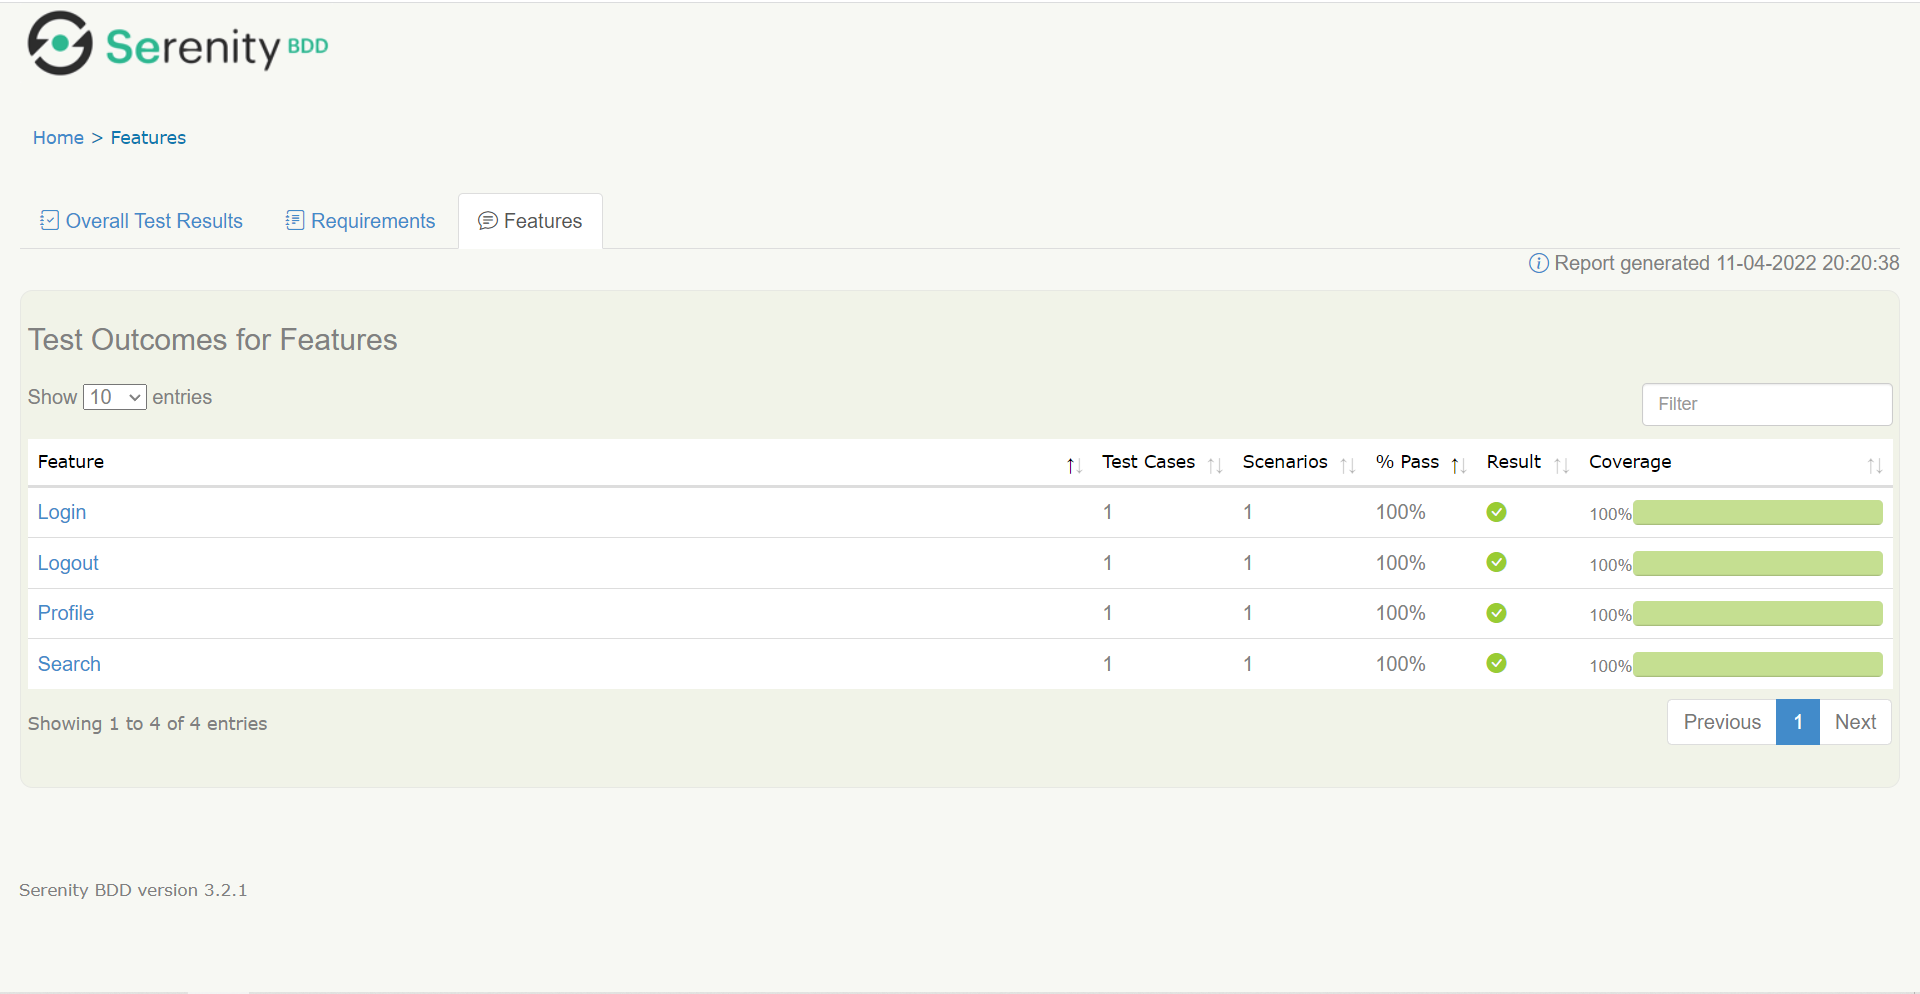 Serenity BDD
Home > Features
Overall Test Results Requirements Features
Report generated 11-04-2022 20:20:38
Test Outcomes for Features
Show 10 entries
Filter
Feature Test Cases Scenarios % Pass Result Coverage
Login 1 1 100% 100%
Logout 1 1 100% 100%
Profile 1 1 100% 100%
Search 1 1 100% 100%
Showing 1 to 4 of 4 entries
Previous 1 Next
Serenity BDD version 3.2.1